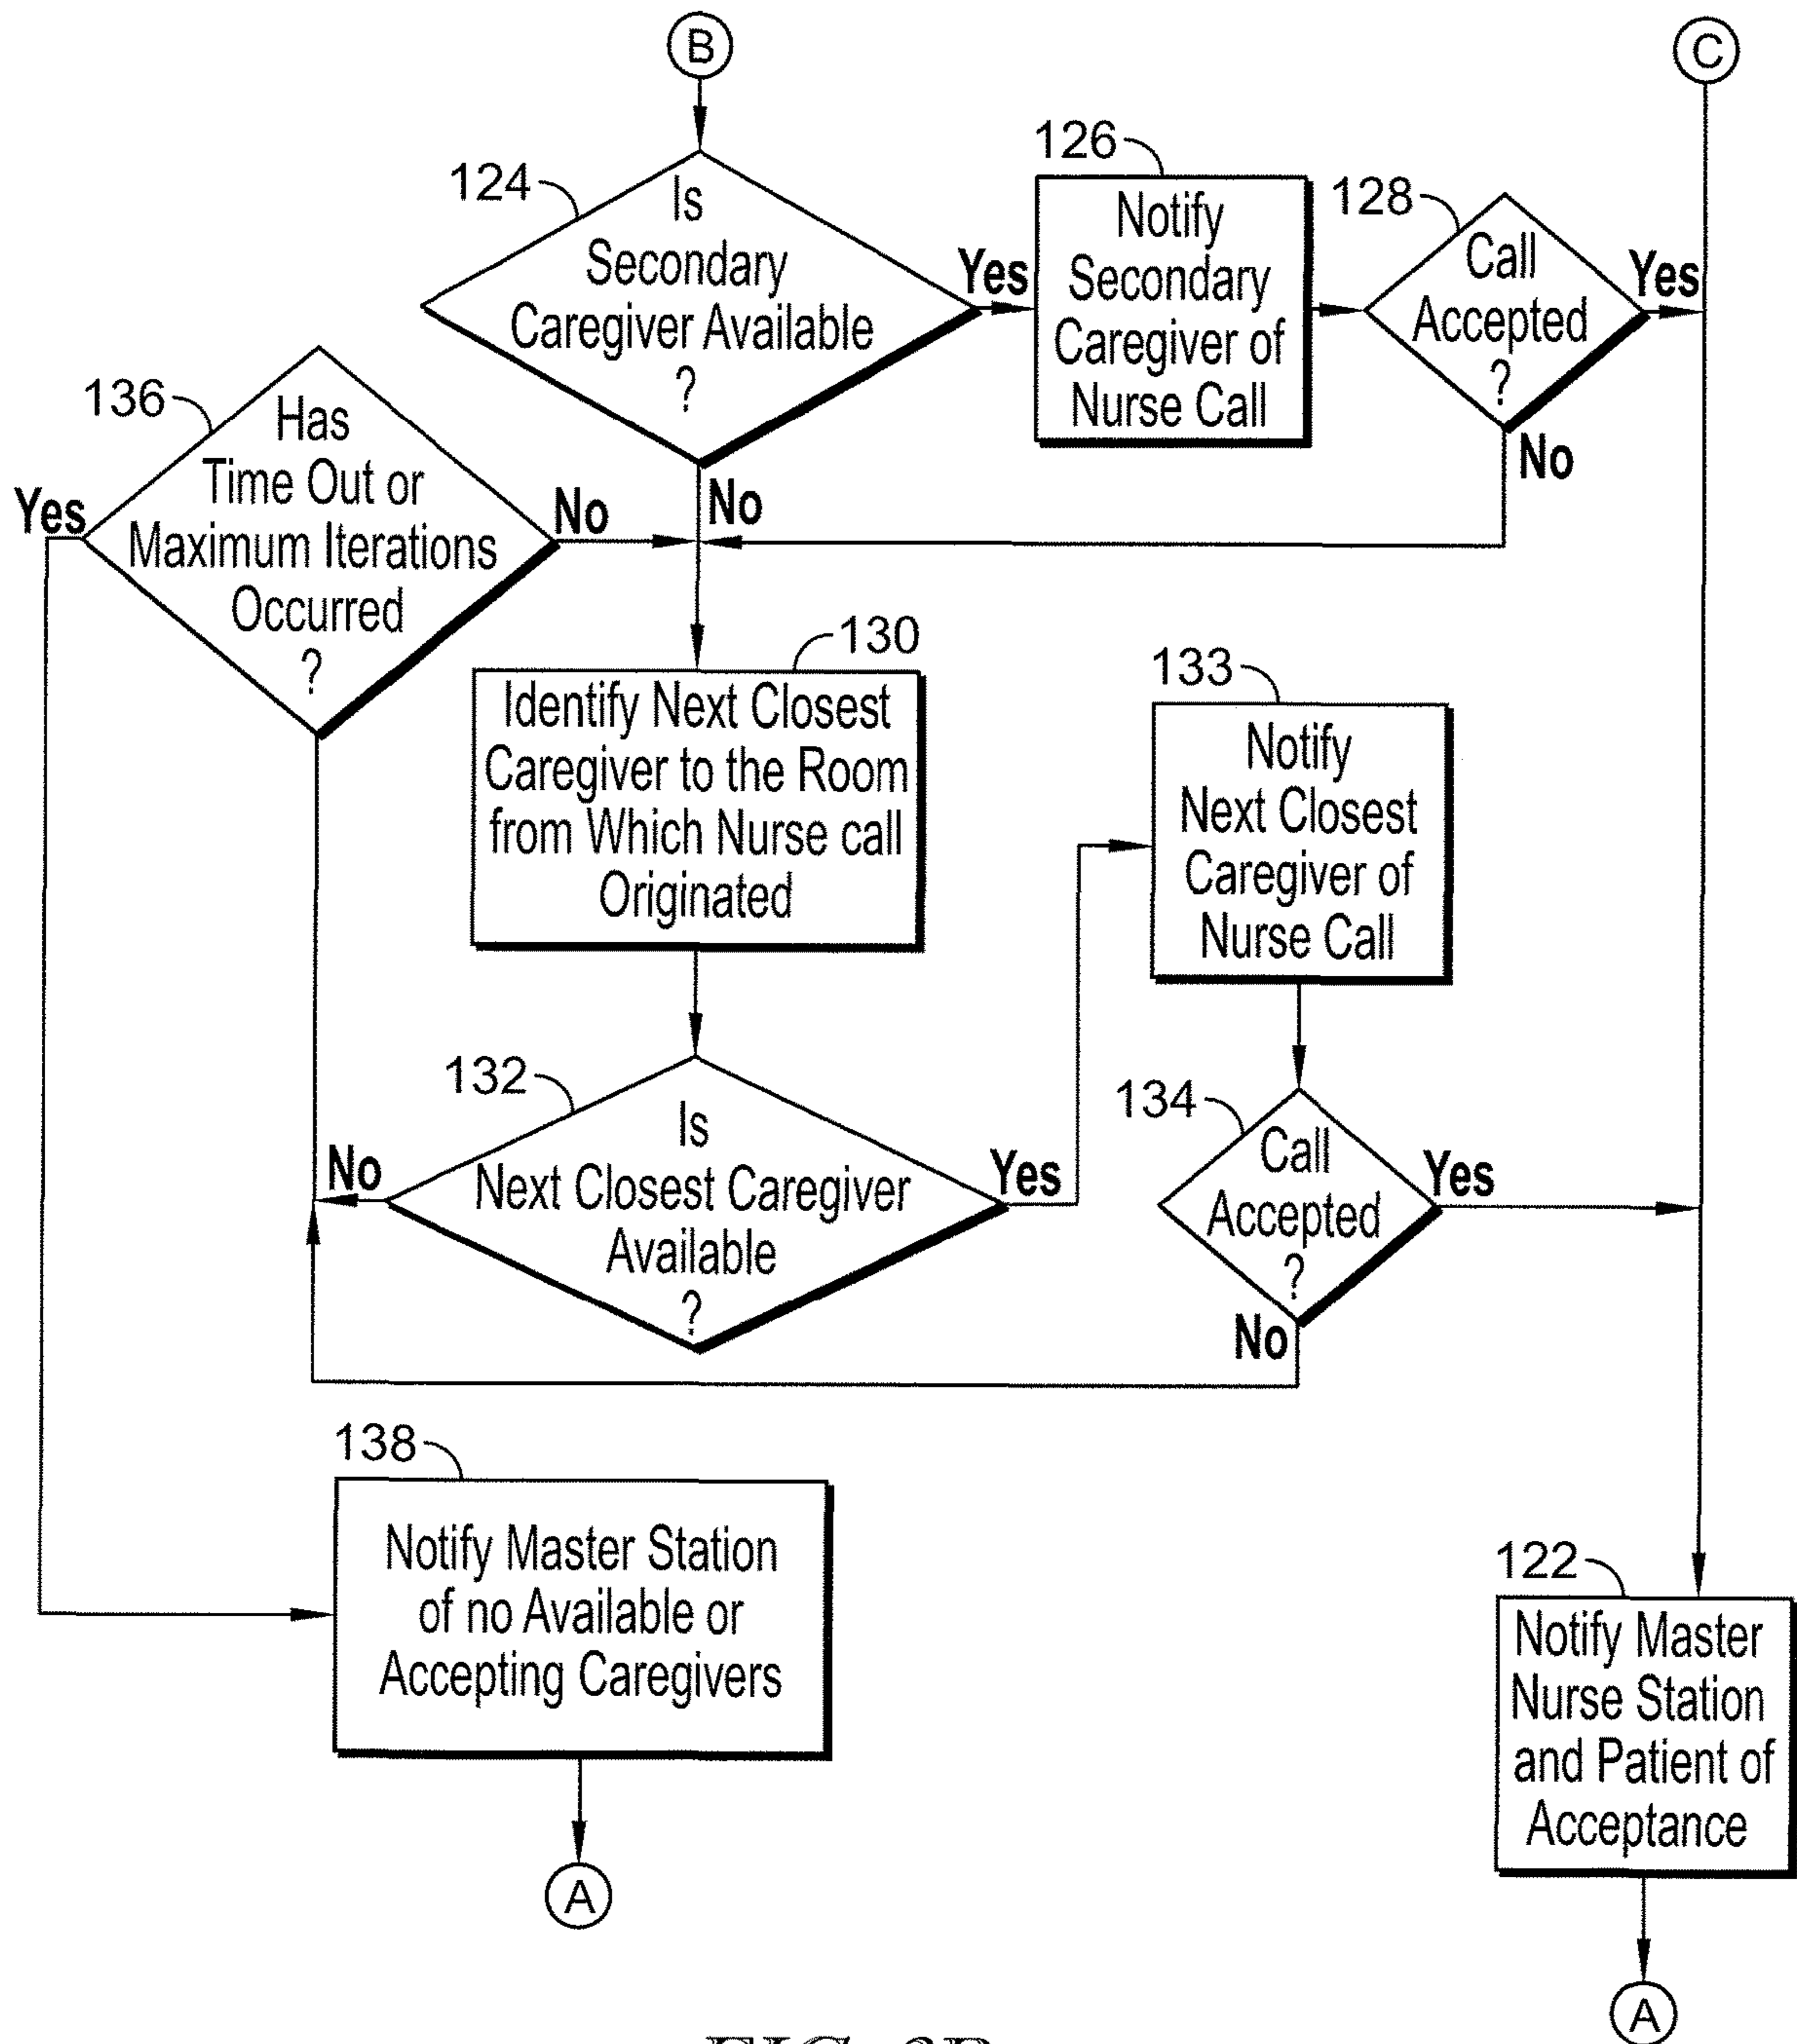 B
C
124
Is
Secondary
Caregiver Available
?
Yes
126
Notify
Secondary
Caregiver of
Nurse Call
128
Call
Accepted
?
Yes
No
136
Has
Time Out or
Maximum Iterations
Occurred
?
Yes
No
No
130
Identify Next Closest
Caregiver to the Room
from Which Nurse call
Originated
133
Notify
Next Closest
Caregiver of
Nurse Call
132
Is
Next Closest Caregiver
Available
?
No
Yes
134
Call
Accepted
?
Yes
No
138
Notify Master Station
of no Available or
Accepting Caregivers
A
122
Notify Master
Nurse Station
and Patient of
Acceptance
A